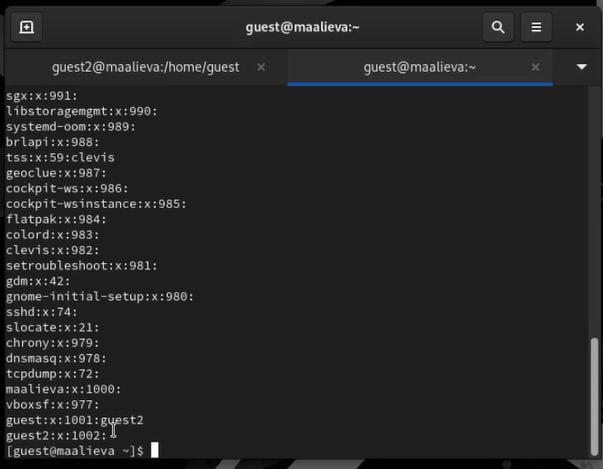 guest@maalieva:~
guest2@maalieva:/home/guest
guest@maalieva:~
sgx:x:991:
libstoragemgmt:x:990:
systemd-oom:x:989:
brlapi:x:988:
tss:x:59:clevis
geoclue:x:987:
cockpit-ws:x:986:
cockpit-wsinstance:x:985:
flatpak:x:984:
colord:x:983:
clevis:x:982:
setroubleshoot:x:981:
gdm:x:42:
gnome-initial-setup:x:980:
sshd:x:74:
slocate:x:21:
chrony:x:979:
dnsmasq:x:978:
tcpdump:x:72:
maalieva:x:1000:
vboxsf:x:977:
guest:x:1001:guest2
guest2:x:1002:
[guest@maalieva ~]$